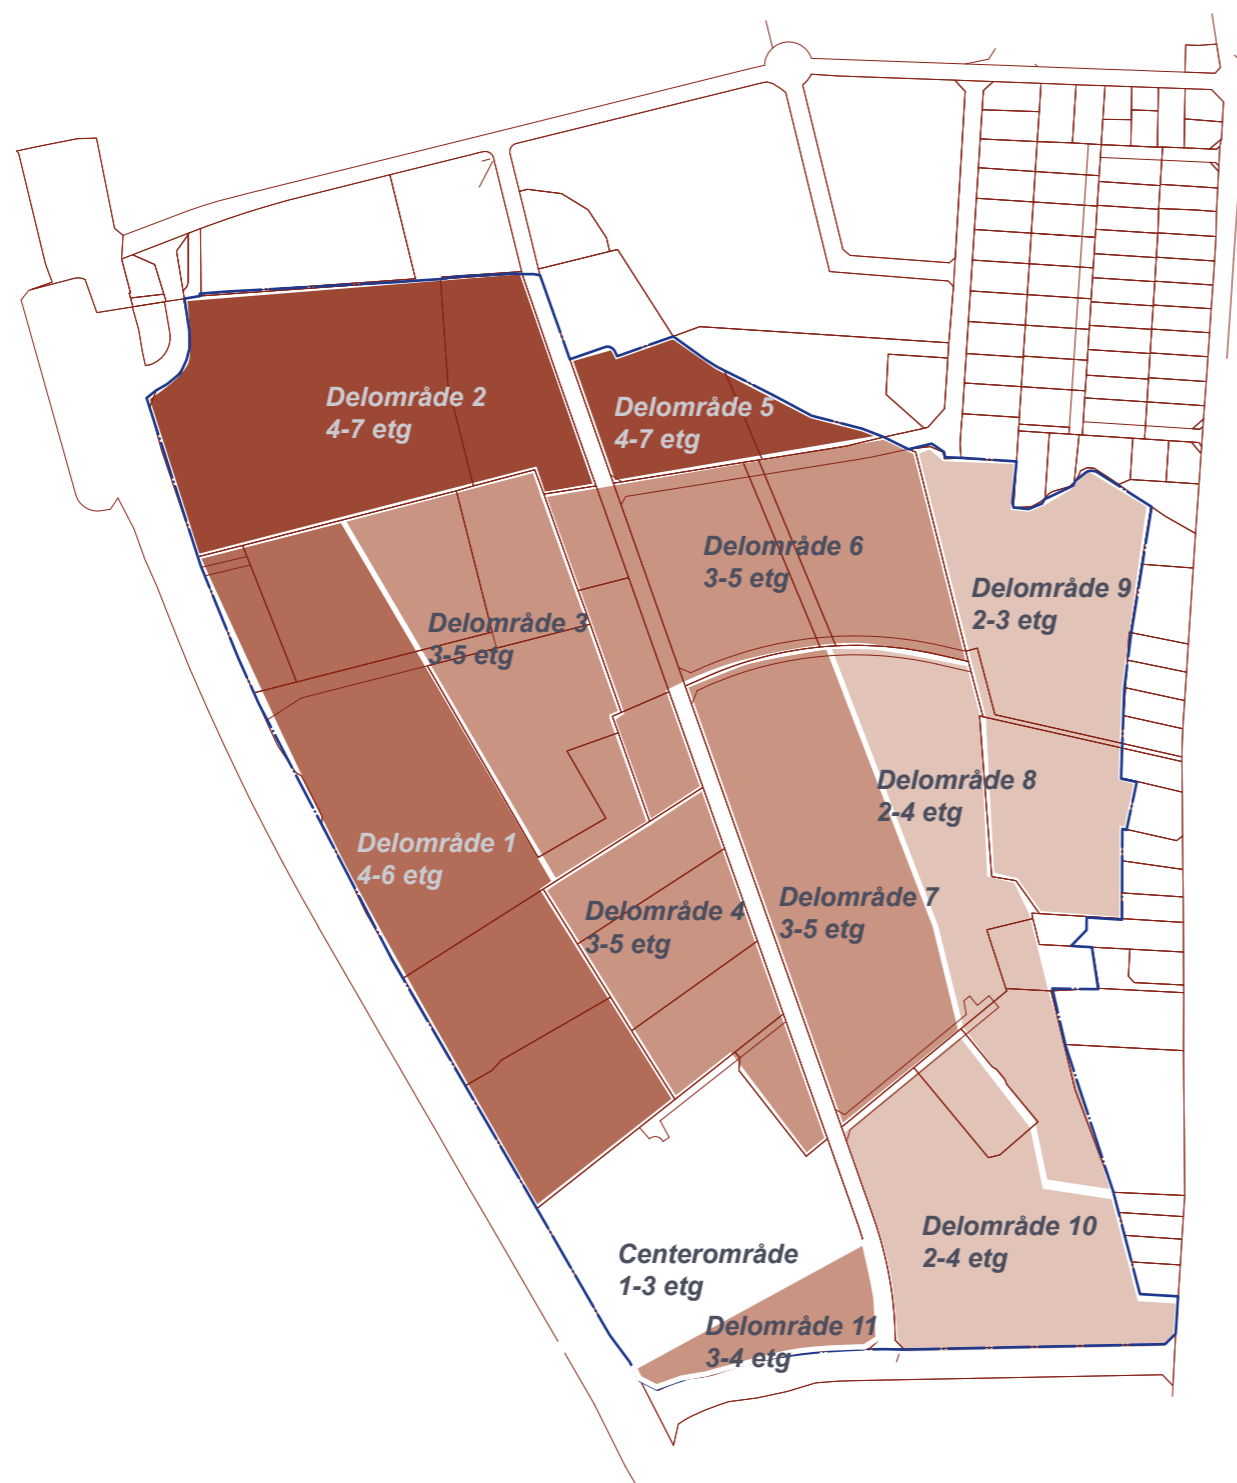 Delområde 2
4-7 etg
Delområde 5
4-7 etg
Delområde 6
3-5 etg
Delområde 9
2-3 etg
Delområde 3
3-5 etg
Delområde 8
2-4 etg
Delområde 1
4-6 etg
Delområde 7
3-5 etg
Delområde 4
3-5 etg
Delområde 10
2-4 etg
Centerområde
1-3 etg
Delområde 11
3-4 etg